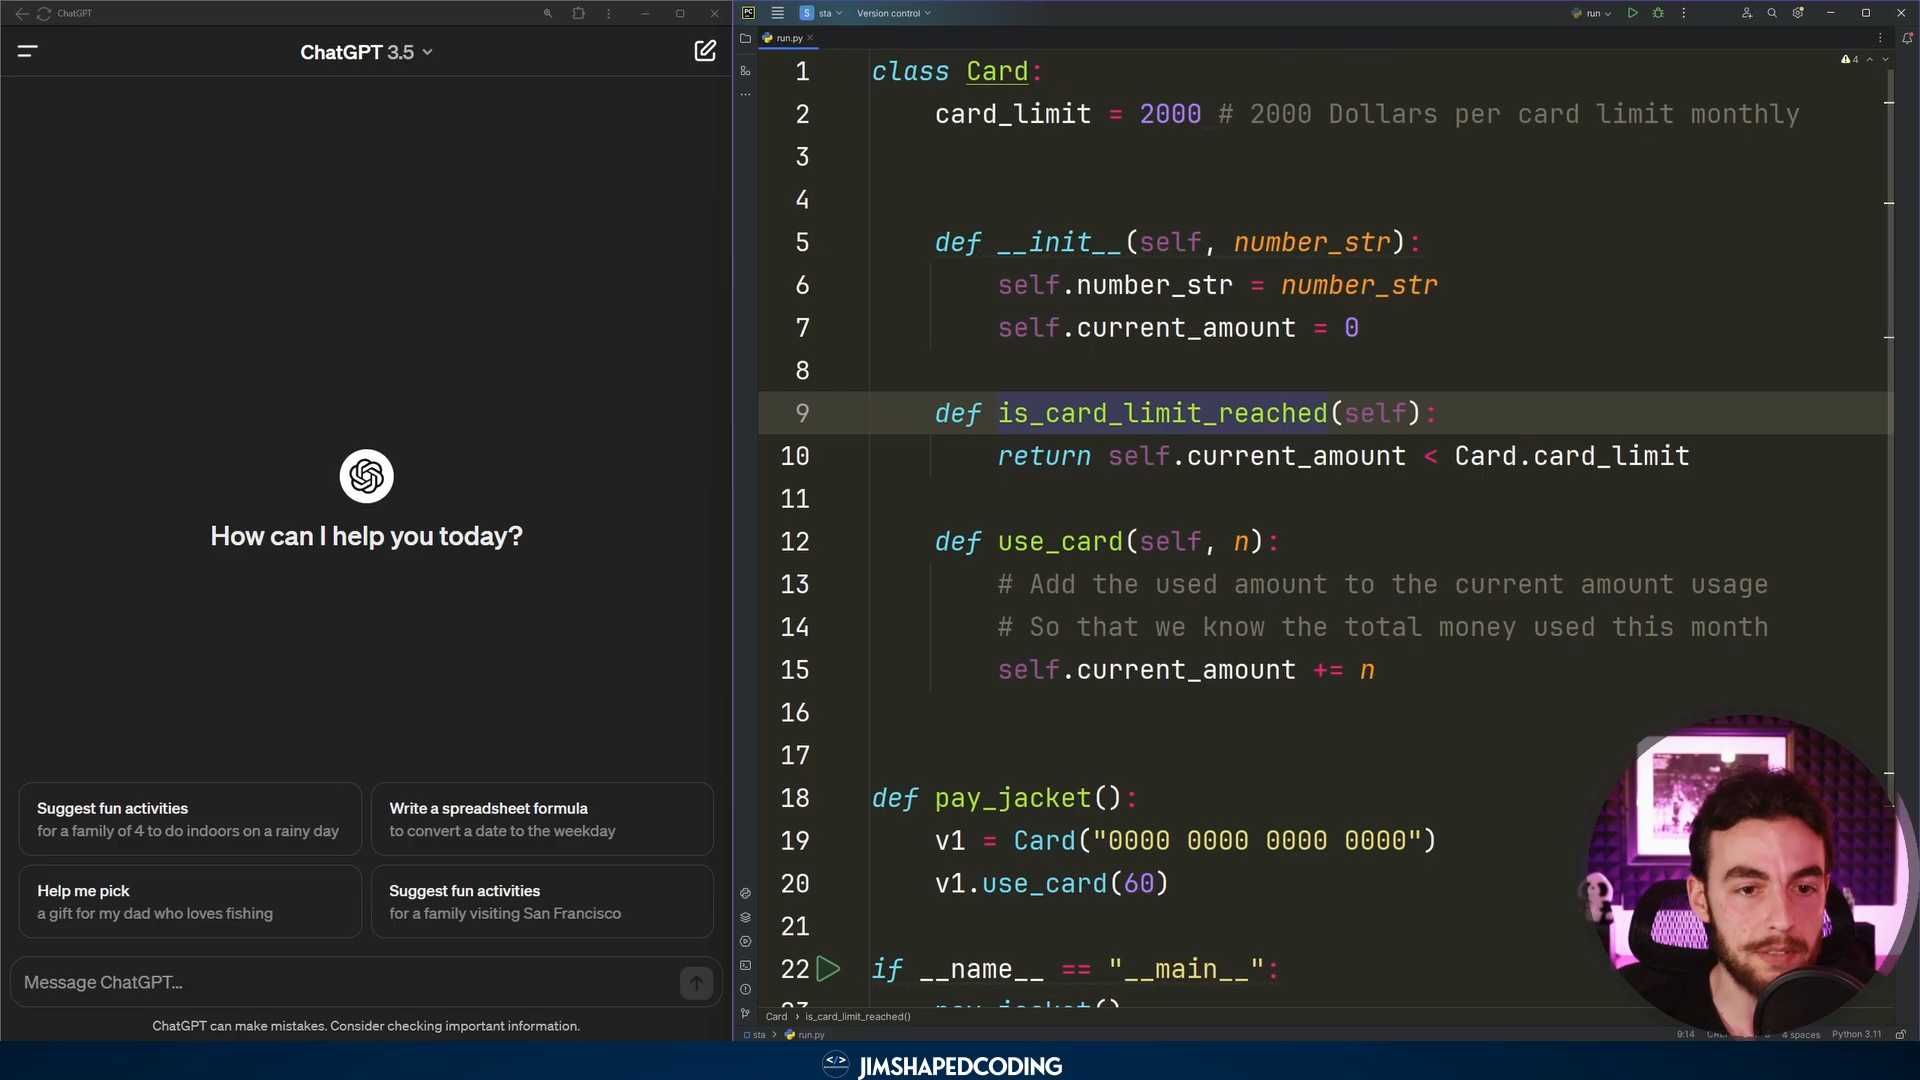 ChatGPT
ChatGPT 3.5
How can I help you today?
Suggest fun activities
for a family of 4 to do indoors on a rainy day
Write a spreadsheet formula
to convert a date to the weekday
Help me pick
a gift for my dad who loves fishing
Suggest fun activities
for a family visiting San Francisco
Message ChatGPT...
ChatGPT can make mistakes. Consider checking important information.
PC
S sta
Version control
run
run.py
4
1 class Card:
2 card_limit = 2000 # 2000 Dollars per card limit monthly
3
4
5 def __init__(self, number_str):
6 self.number_str = number_str
7 self.current_amount = 0
8
9 def is_card_limit_reached(self):
10 return self.current_amount < Card.card_limit
11
12 def use_card(self, n):
13 # Add the used amount to the current amount usage
14 # So that we know the total money used this month
15 self.current_amount += n
16
17
18 def pay_jacket():
19 v1 = Card("0000 0000 0000 0000")
20 v1.use_card(60)
21
22 if __name__ == "__main__":
23 pay_jacket()
Card > is_card_limit_reached()
sta > run.py
9:14
4 spaces
Python 3.11
</> JIMSHAPEDCODING